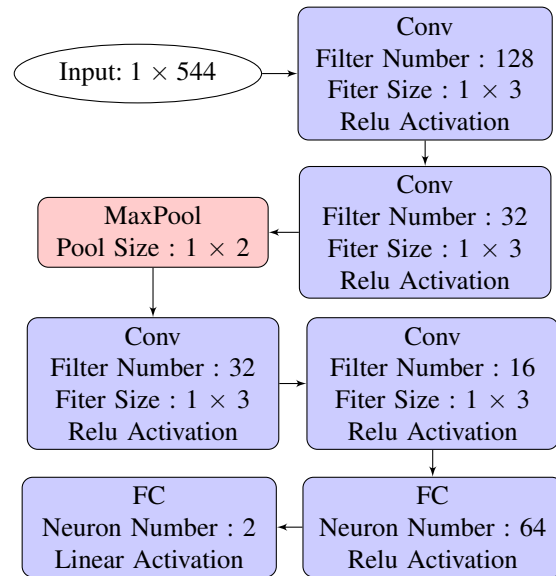 Input: 1 × 544
Conv
Filter Number : 128
Fiter Size : 1 × 3
Relu Activation
Conv
Filter Number : 32
Fiter Size : 1 × 3
Relu Activation
MaxPool
Pool Size : 1 × 2
Conv
Filter Number : 32
Fiter Size : 1 × 3
Relu Activation
Conv
Filter Number : 16
Fiter Size : 1 × 3
Relu Activation
FC
Neuron Number : 64
Relu Activation
FC
Neuron Number : 2
Linear Activation